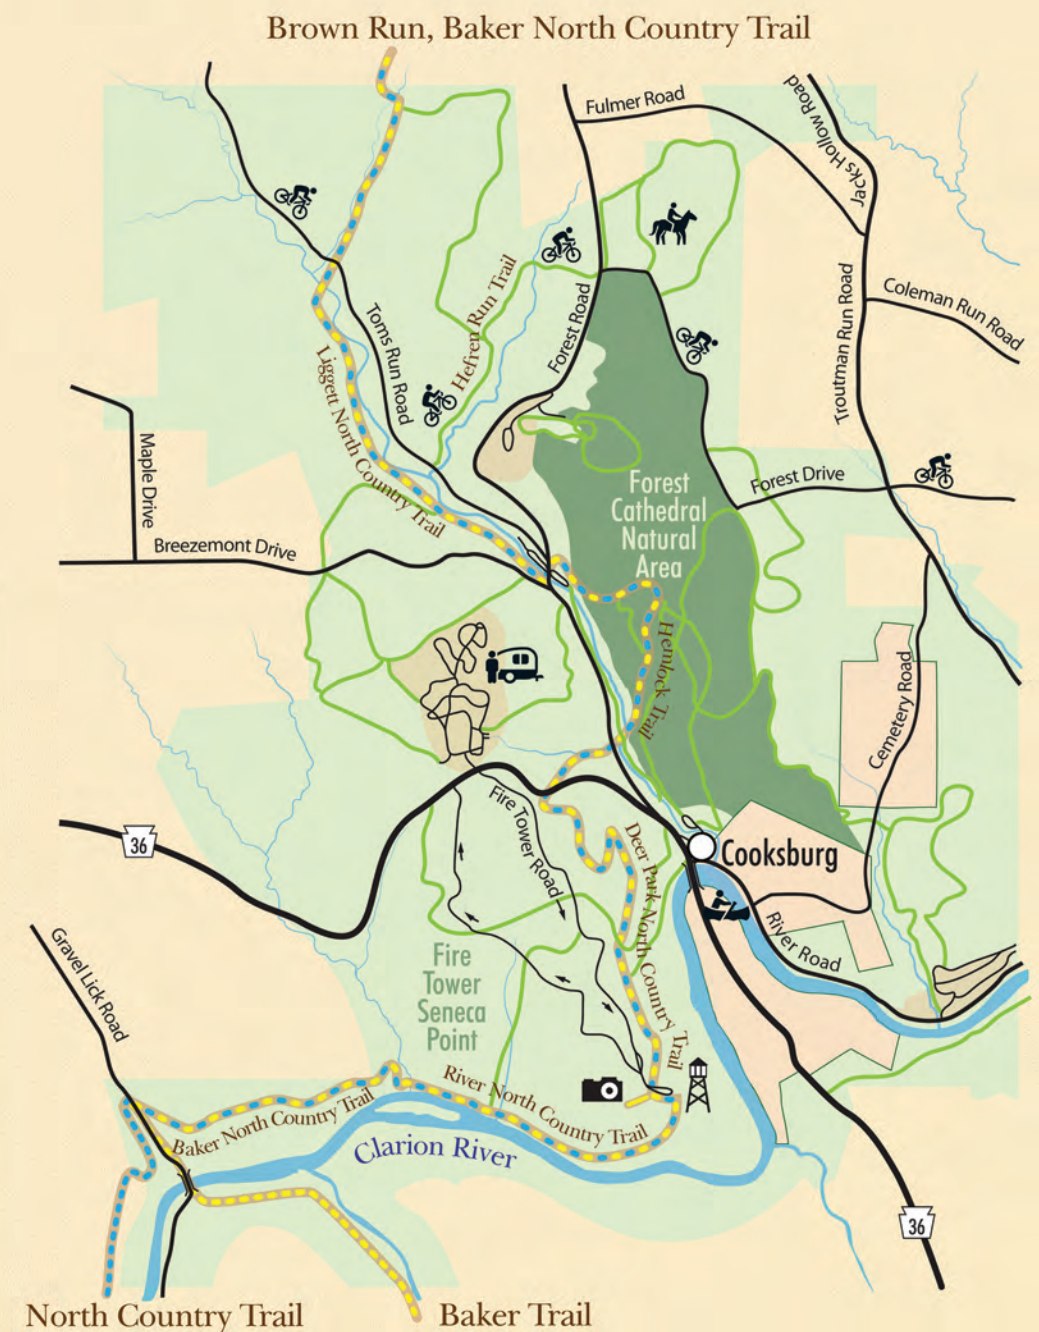 Brown Run, Baker North Country Trail
Fulmer Road
Jacks Hollow Road
Hefren Run Trail
Forest Road
Toms Run Road
Troutman Run Road
Coleman Run Road
Liggett North Country Trail
Maple Drive
Breezemont Drive
Forest Drive
Forest
Cathedral
Natural
Area
Hemlock Trail
Cemetery Road
Fire Tower Road
36
Deer Park North Country Trail
Cooksburg
River Road
Gravel Lick Road
Fire
Tower
Seneca
Point
River North Country Trail
Baker North Country Trail
Clarion River
36
North Country Trail
Baker Trail